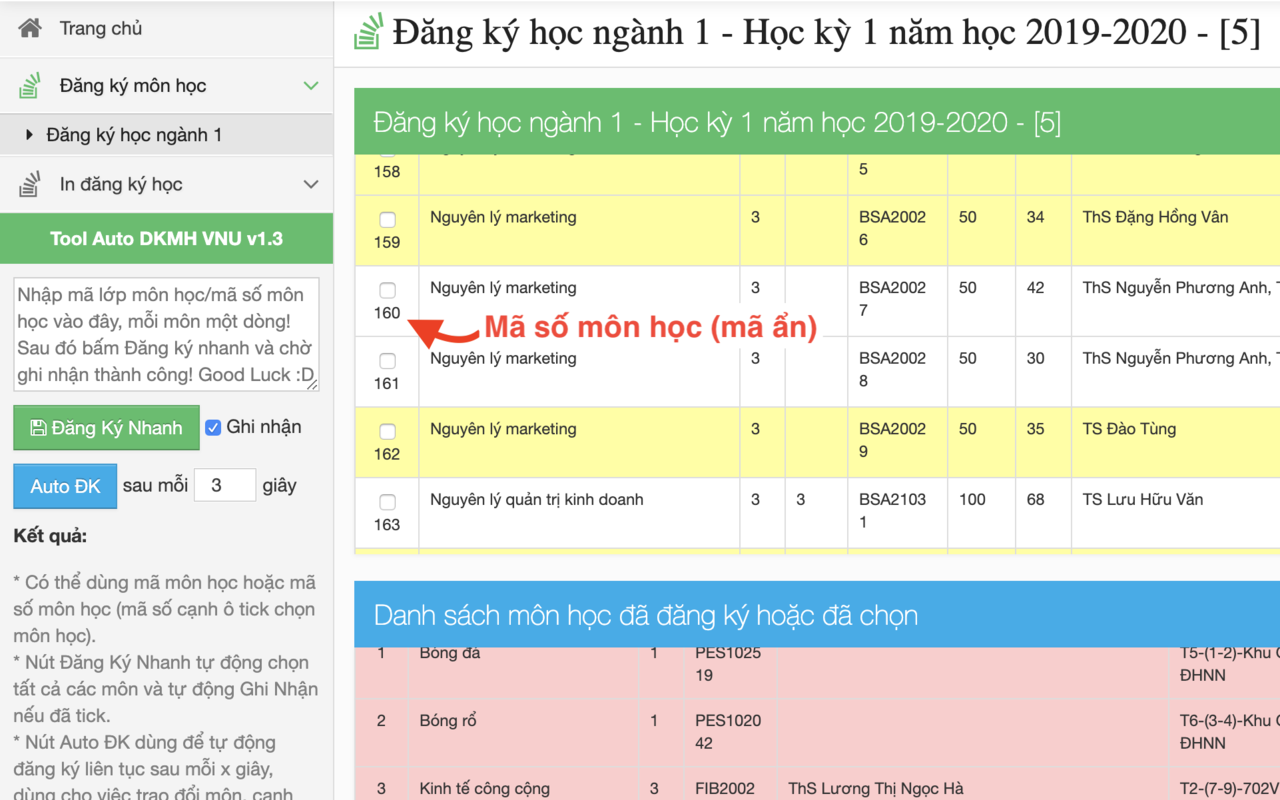 Trang chủ
Đăng ký môn học
Đăng ký học ngành 1
In đăng ký học
Tool Auto DKMH VNU v1.3
Nhập mã lớp môn học/mã số môn
học vào đây, mỗi môn một dòng!
Sau đó bấm Đăng ký nhanh và chờ
ghi nhận thành công! Good Luck :D
Đăng Ký Nhanh Ghi nhận
Auto ĐK sau mỗi 3 giây
Kết quả:
* Có thể dùng mã môn học hoặc mã
số môn học (mã số cạnh ô tick chọn
môn học).
* Nút Đăng Ký Nhanh tự động chọn
tất cả các môn và tự động Ghi Nhận
nếu đã tick.
* Nút Auto ĐK dùng để tự động
đăng ký liên tục sau mỗi x giây,
dùng cho việc trao đổi môn, canh
Đăng ký học ngành 1 - Học kỳ 1 năm học 2019-2020 - [5]
Đăng ký học ngành 1 - Học kỳ 1 năm học 2019-2020 - [5]
158 5
Nguyên lý marketing 3 BSA2002 50 34 ThS Đặng Hồng Vân
159 6
Nguyên lý marketing 3 BSA2002 50 42 ThS Nguyễn Phương Anh,
160 7
Mã số môn học (mã ẩn)
Nguyên lý marketing 3 BSA2002 50 30 ThS Nguyễn Phương Anh,
161 8
Nguyên lý marketing 3 BSA2002 50 35 TS Đào Tùng
162 9
Nguyên lý quản trị kinh doanh 3 3 BSA2103 100 68 TS Lưu Hữu Văn
163 1
Danh sách môn học đã đăng ký hoặc đã chọn
1 Bóng đá 1 PES1025 T5-(1-2)-Khu
19 ĐHNN
2 Bóng rổ 1 PES1020 T6-(3-4)-Khu
42 ĐHNN
3 Kinh tế công cộng 3 FIB2002 ThS Lương Thị Ngọc Hà T2-(7-9)-702V